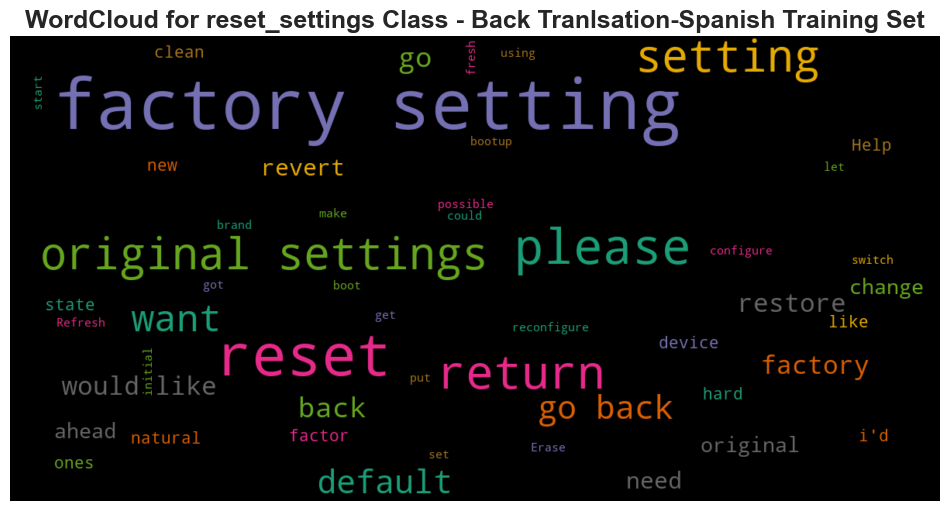 WordCloud for reset_settings Class - Back Tranlsation-Spanish Training Set
clean
go
fresh
using
setting
start
factory setting
bootup
Help
new
revert
let
possible
make
could
brand
original settings
please
configure
switch
got
boot
change
state
want
get
restore
Refresh
like
reconfigure
reset
device
initial
return
factory
put
would like
hard
back
go back
ahead
natural
factor
i'd
original
Erase
ones
set
default
need